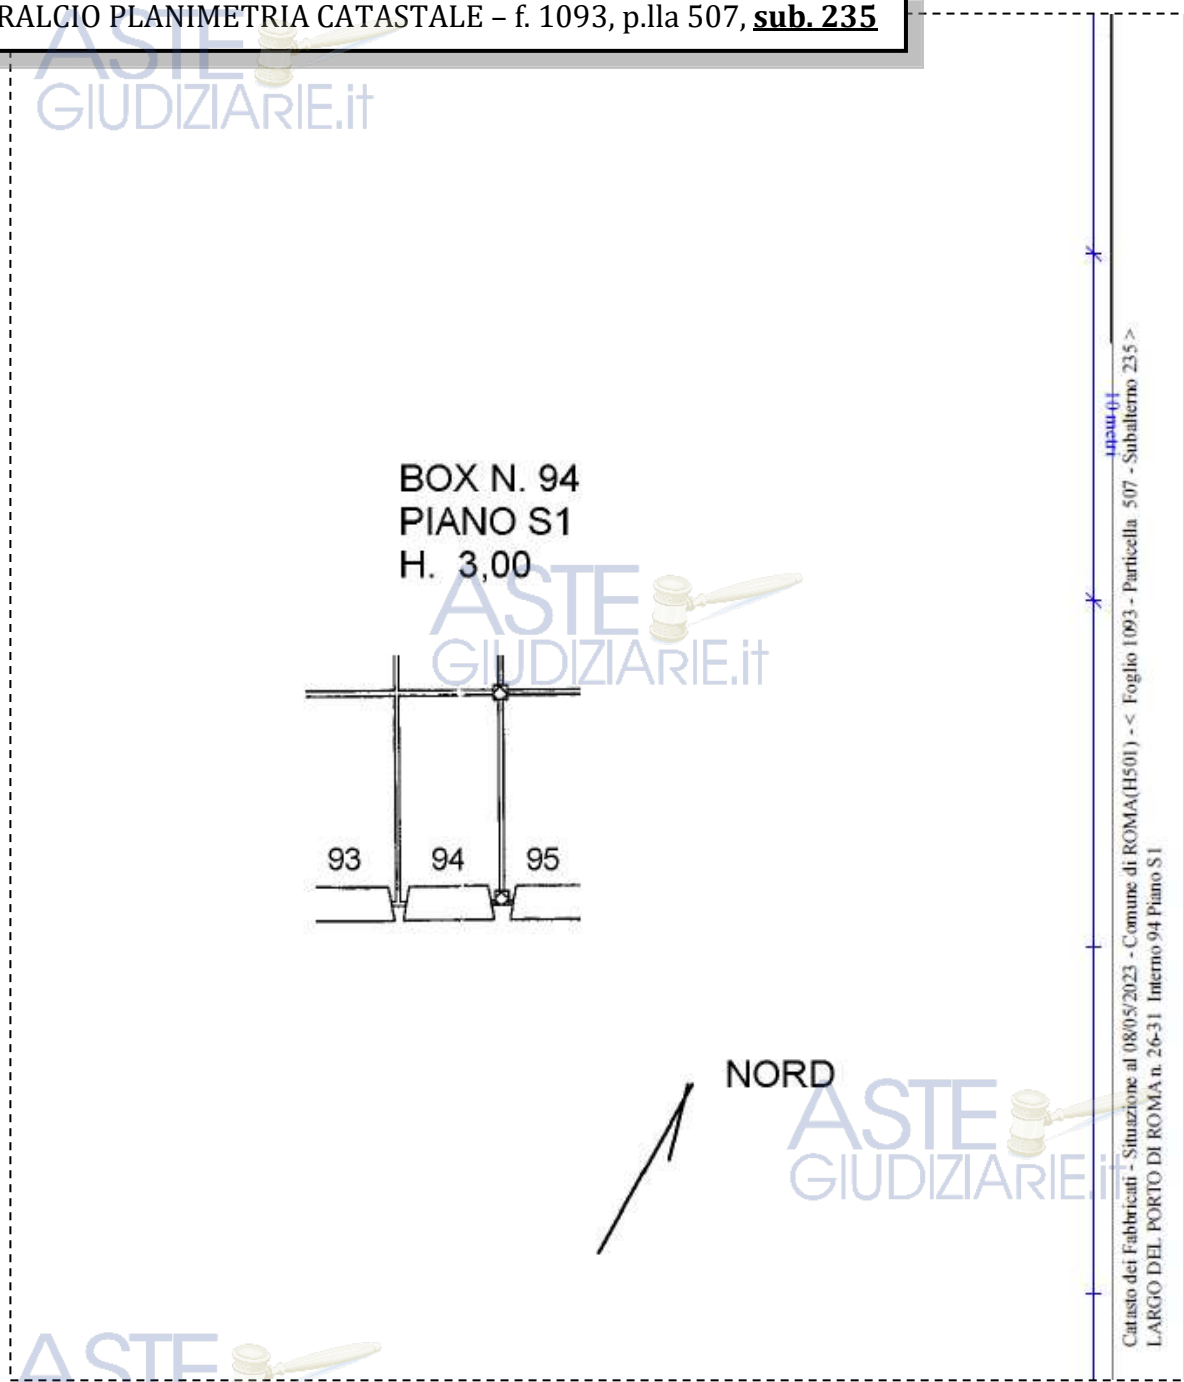 RALCIO PLANIMETRIA CATASTALE – f. 1093, p.lla 507, sub. 235
ASTE
GIUDIZIARIE.it
BOX N. 94
PIANO S1
H. 3,00
ASTE
GIUDIZIARIE.it
93 94 95
NORD
ASTE
GIUDIZIARIE.it
ASTE
10 metri
Catasto dei Fabbricati - Situazione al 08/05/2023 - Comune di ROMA(H501) - < Foglio 1093 - Particella 507 - Subalterno 235 >
LARGO DEL PORTO DI ROMA n. 26-31 Interno 94 Piano S1